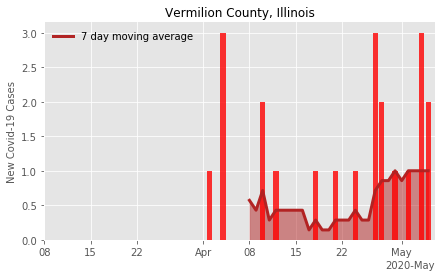 Vermilion County, Illinois
7 day moving average
New Covid-19 Cases
3.0
2.5
2.0
1.5
1.0
0.5
0.0
08 15 22 Apr 08 15 22 May
2020-May